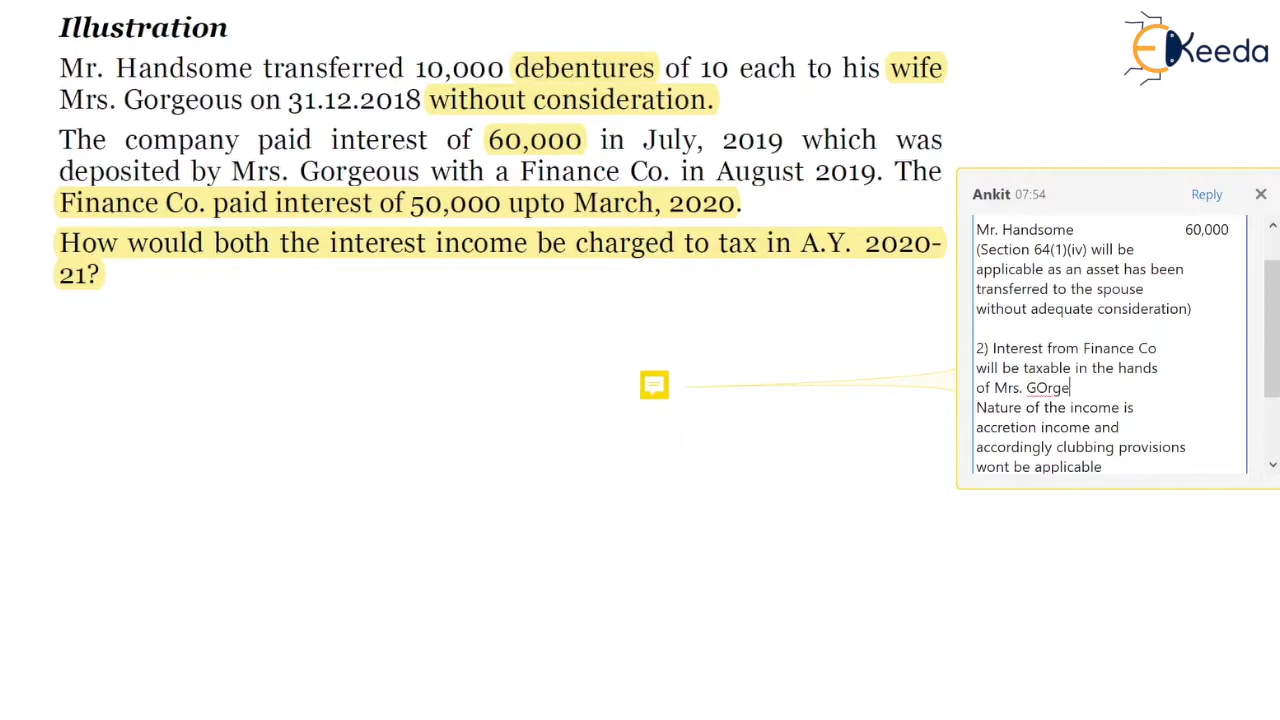 Illustration
Mr. Handsome transferred 10,000 debentures of 10 each to his wife
Mrs. Gorgeous on 31.12.2018 without consideration.
The company paid interest of 60,000 in July, 2019 which was
deposited by Mrs. Gorgeous with a Finance Co. in August 2019. The
Finance Co. paid interest of 50,000 upto March, 2020.
How would both the interest income be charged to tax in A.Y. 2020-
21?
EKeeda
Ankit 07:54 Reply
Mr. Handsome 60,000
(Section 64(1)(iv) will be
applicable as an asset has been
transferred to the spouse
without adequate consideration)
2) Interest from Finance Co
will be taxable in the hands
of Mrs. GOrge
Nature of the income is
accretion income and
accordingly clubbing provisions
wont be applicable